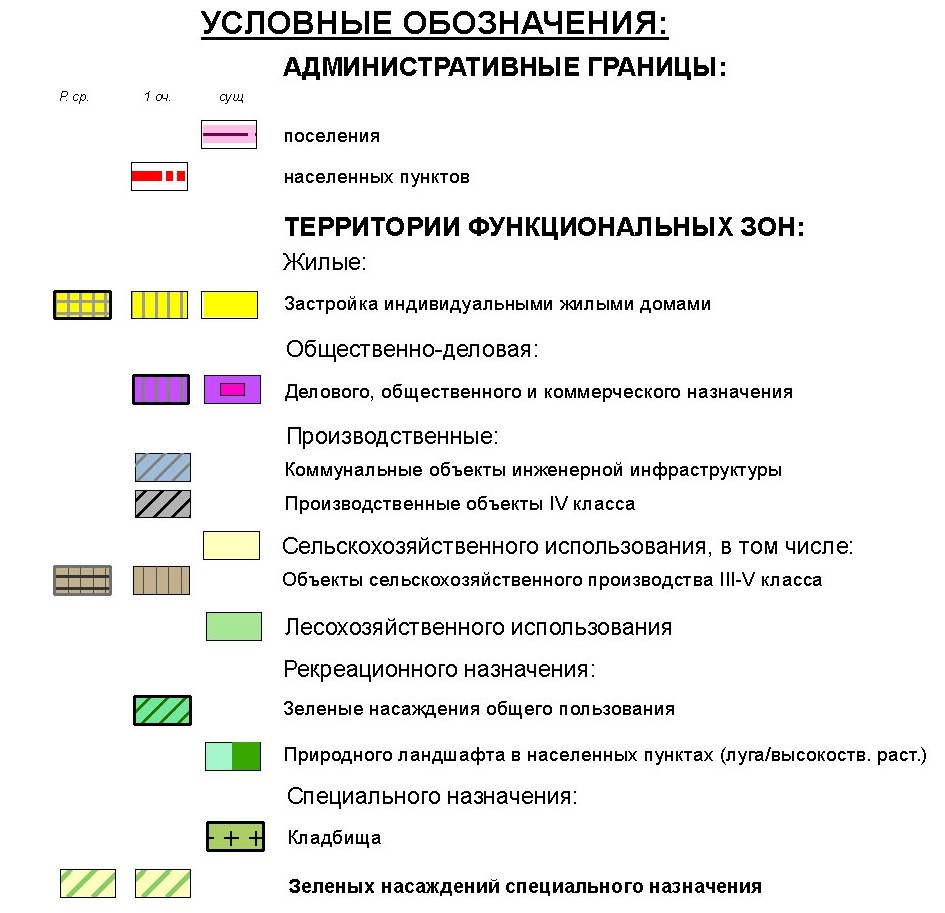 УСЛОВНЫЕ ОБОЗНАЧЕНИЯ:
АДМИНИСТРАТИВНЫЕ ГРАНИЦЫ:
Р. ср. 1 оч. сущ
поселения
населенных пунктов
ТЕРРИТОРИИ ФУНКЦИОНАЛЬНЫХ ЗОН:
Жилые:
Застройка индивидуальными жилыми домами
Общественно-деловая:
Делового, общественного и коммерческого назначения
Производственные:
Коммунальные объекты инженерной инфраструктуры
Производственные объекты IV класса
Сельскохозяйственного использования, в том числе:
Объекты сельскохозяйственного производства III-V класса
Лесохозяйственного использования
Рекреационного назначения:
Зеленые насаждения общего пользования
Природного ландшафта в населенных пунктах (луга/высокоств. раст.)
Специального назначения:
Кладбища
Зеленых насаждений специального назначения